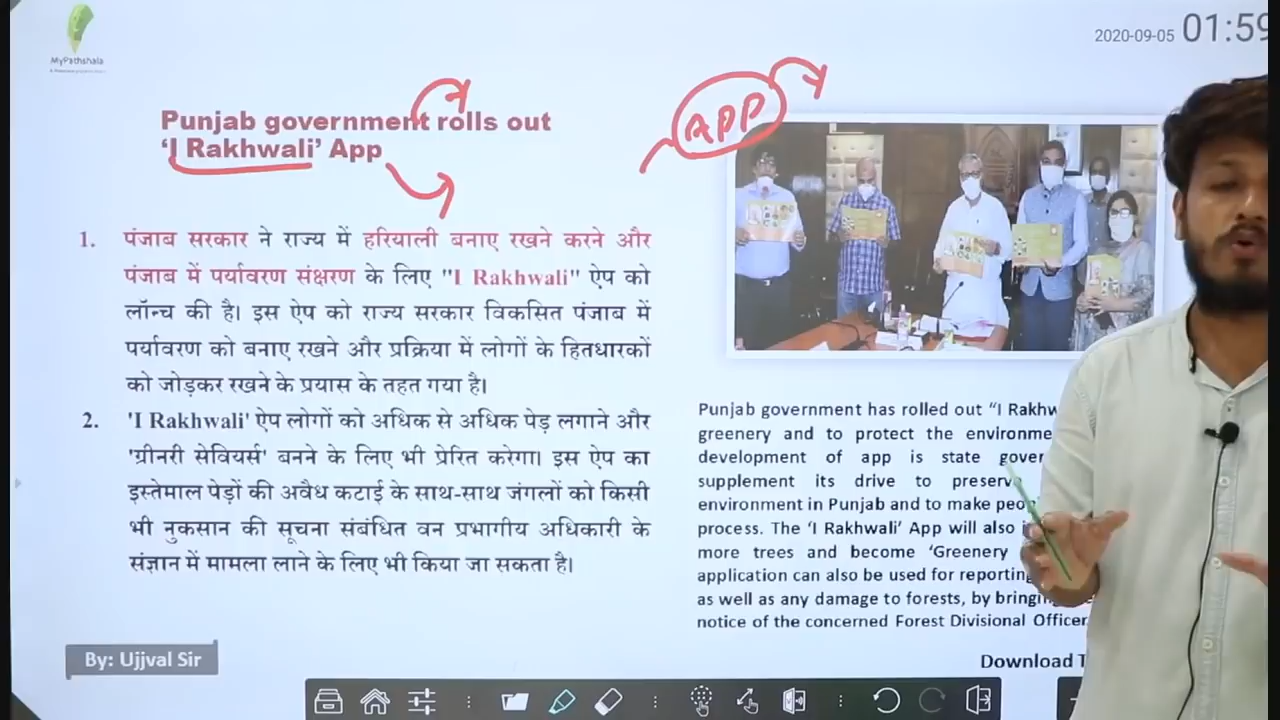 MyPathshala
2020-09-05 01:59
Punjab government rolls out
‘I Rakhwali’ App
APP
1. पंजाब सरकार ने राज्य में हरियाली बनाए रखने करने और
पंजाब में पर्यावरण संक्षरण के लिए "I Rakhwali" ऐप को
लॉन्च की है। इस ऐप को राज्य सरकार विकसित पंजाब में
पर्यावरण को बनाए रखने और प्रक्रिया में लोगों के हितधारकों
को जोड़कर रखने के प्रयास के तहत गया है।
2. 'I Rakhwali' ऐप लोगों को अधिक से अधिक पेड़ लगाने और
'ग्रीनरी सेवियर्स' बनने के लिए भी प्रेरित करेगा। इस ऐप का
इस्तेमाल पेड़ों की अवैध कटाई के साथ-साथ जंगलों को किसी
भी नुकसान की सूचना संबंधित वन प्रभागीय अधिकारी के
संज्ञान में मामला लाने के लिए भी किया जा सकता है।
Punjab government has rolled out “I Rakhw
greenery and to protect the environme
development of app is state gover
supplement its drive to preserv
environment in Punjab and to make peo
process. The ‘I Rakhwali’ App will also
more trees and become ‘Greenery
application can also be used for reporting
as well as any damage to forests, by bringing
notice of the concerned Forest Divisional Officer
By: Ujjval Sir
Download T